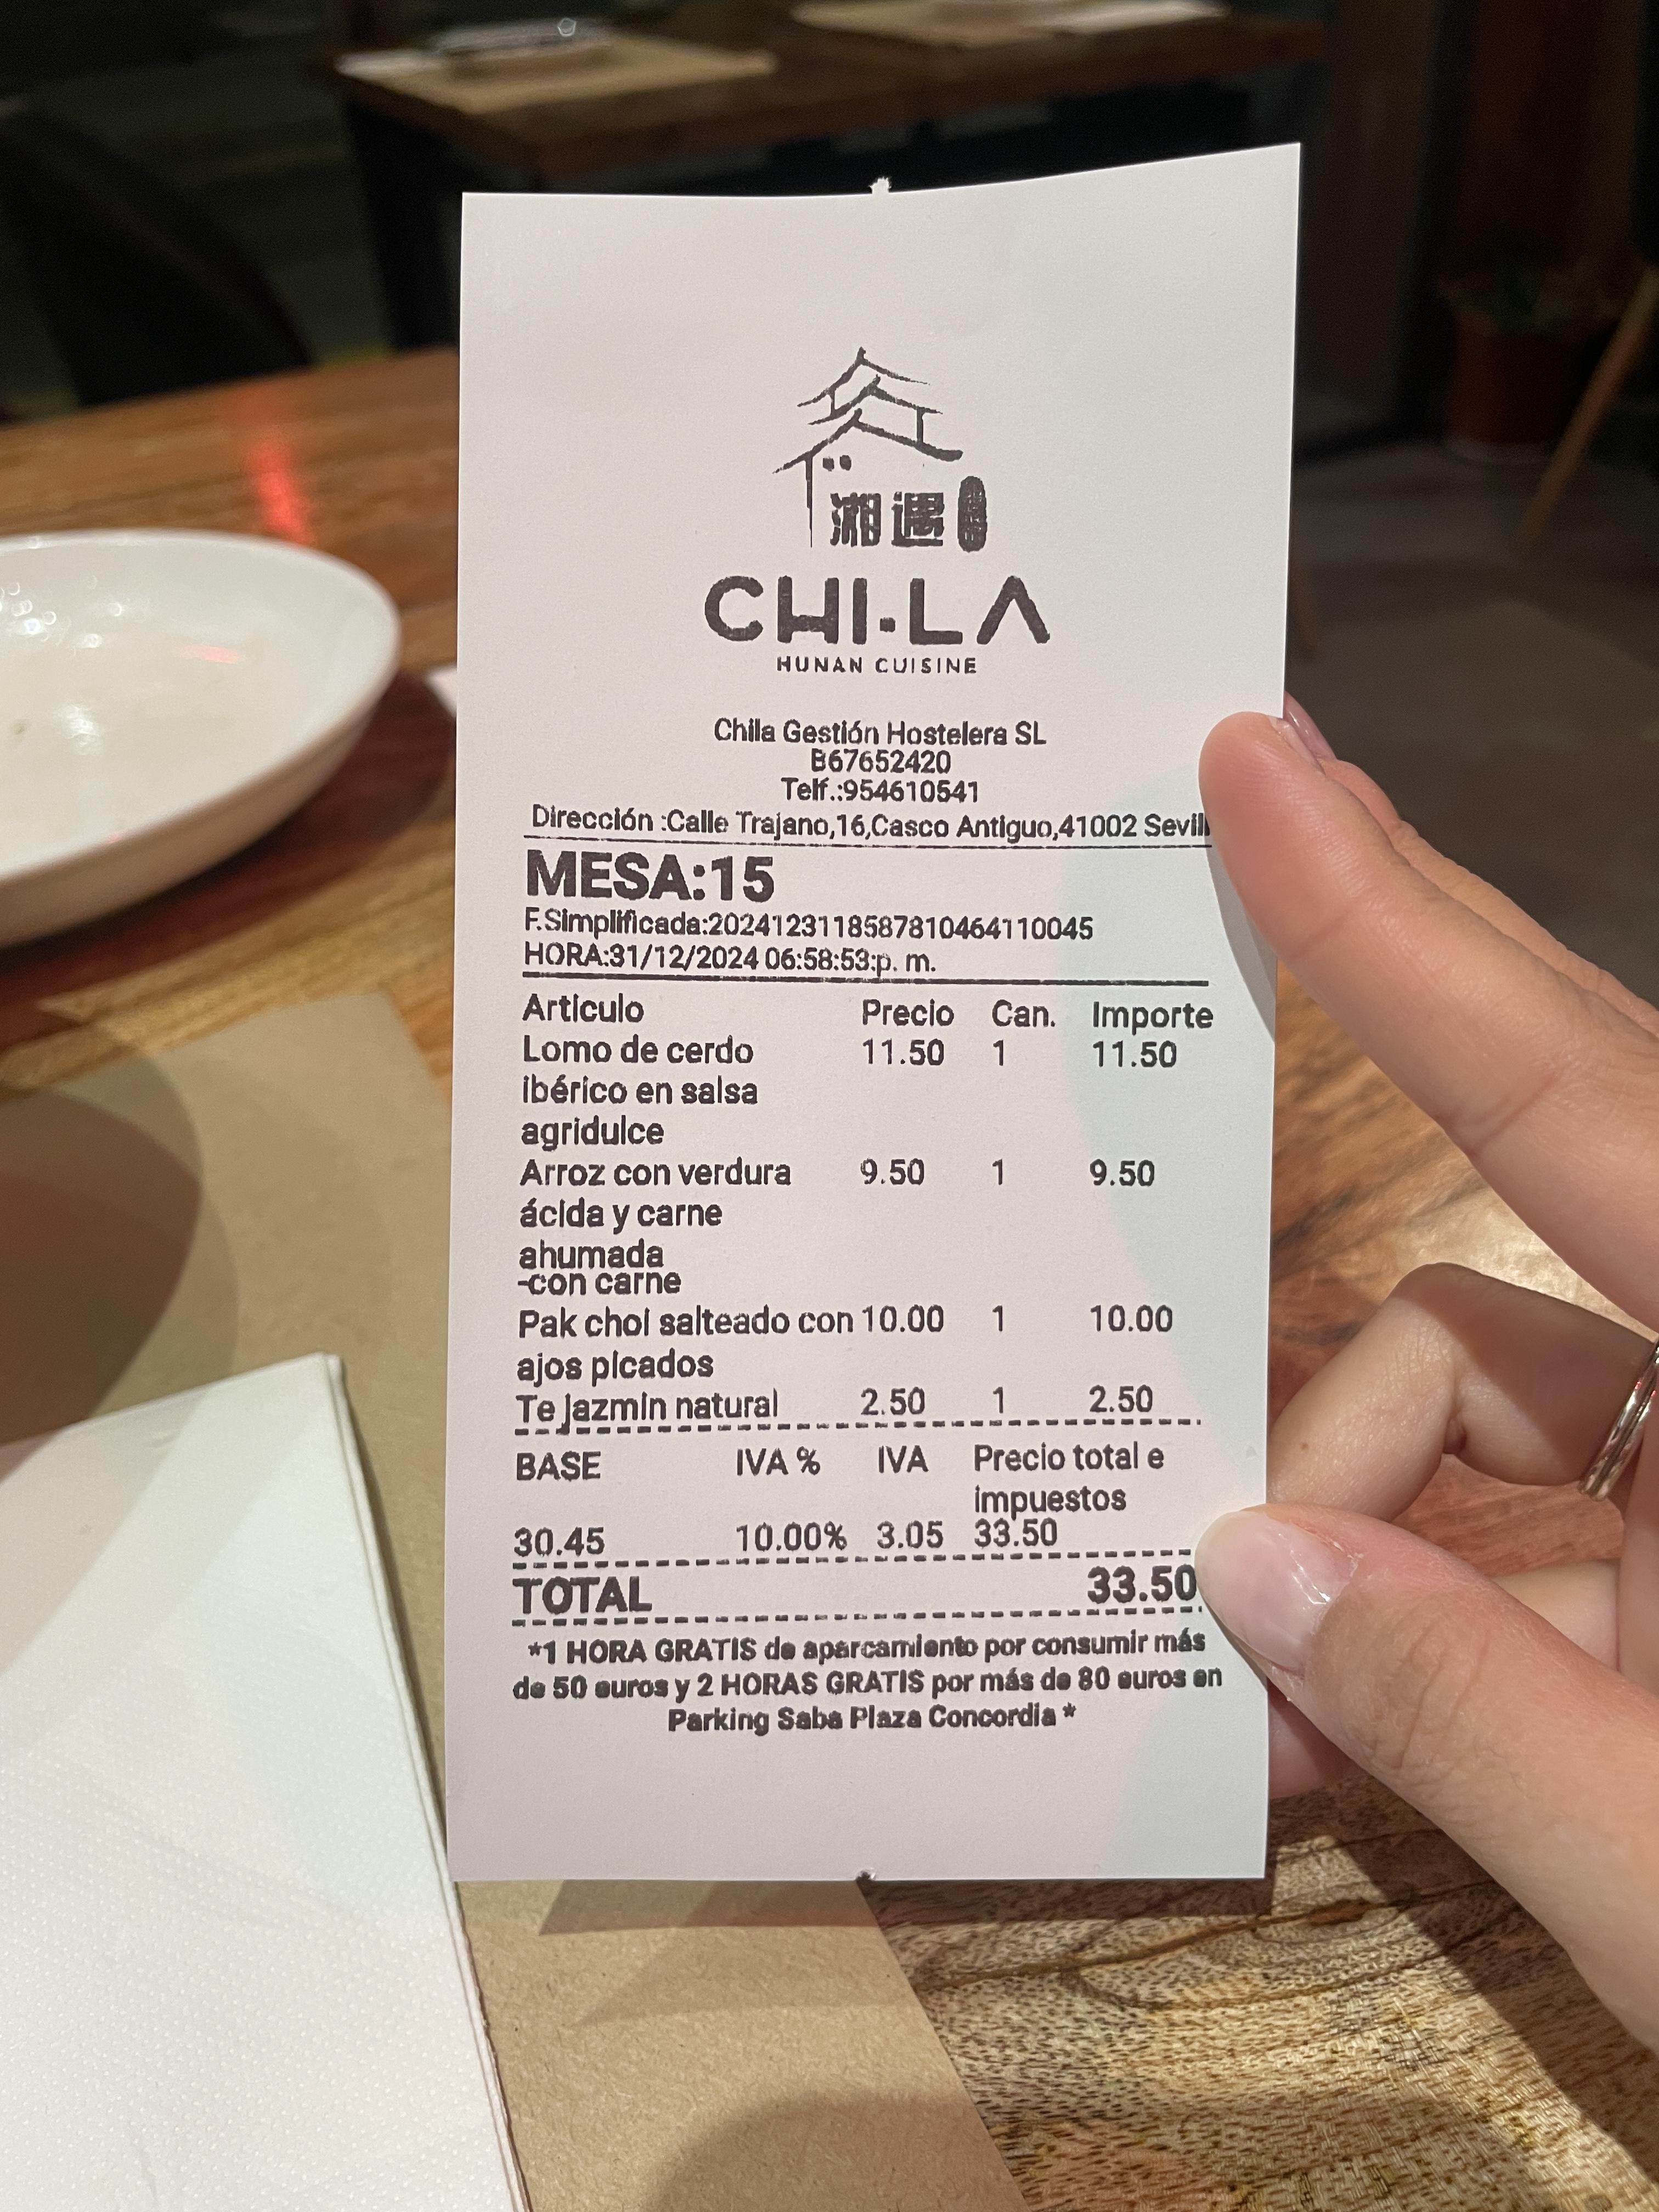 湘遇
CHI·LA
HUNAN CUISINE
Chila Gestión Hostelera SL
B67652420
Telf.:954610541
Dirección :Calle Trajano,16,Casco Antiguo,41002 Sevill
MESA:15
F.Simplificada:2024123118587810464110045
HORA:31/12/2024 06:58:53:p. m.
Articulo Precio Can. Importe
Lomo de cerdo 11.50 1 11.50
ibérico en salsa
agridulce
Arroz con verdura 9.50 1 9.50
ácida y carne
ahumada
-con carne
Pak choi salteado con 10.00 1 10.00
ajos picados
Te jazmin natural 2.50 1 2.50
BASE IVA % IVA Precio total e
impuestos
30.45 10.00% 3.05 33.50
TOTAL 33.50
*1 HORA GRATIS de aparcamiento por consumir más
de 50 euros y 2 HORAS GRATIS por más de 80 euros en
Parking Saba Plaza Concordia *